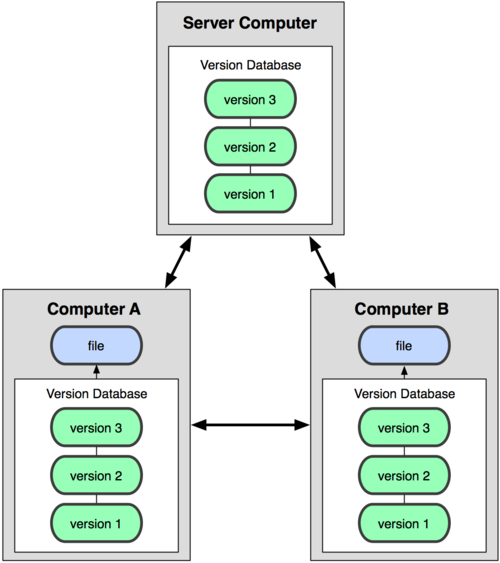 Server Computer
Version Database
version 3
version 2
version 1
Computer A
file
Version Database
version 3
version 2
version 1
Computer B
file
Version Database
version 3
version 2
version 1